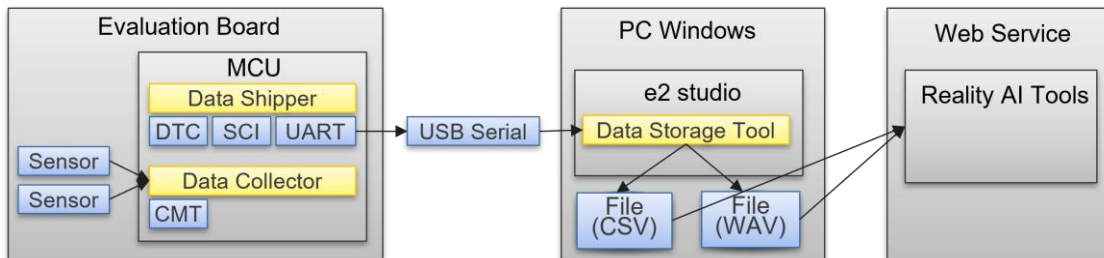 Evaluation Board
MCU
Data Shipper
DTC
SCI
UART
Sensor
Sensor
Data Collector
CMT
USB Serial
PC Windows
e2 studio
Data Storage Tool
File
(CSV)
File
(WAV)
Web Service
Reality AI Tools